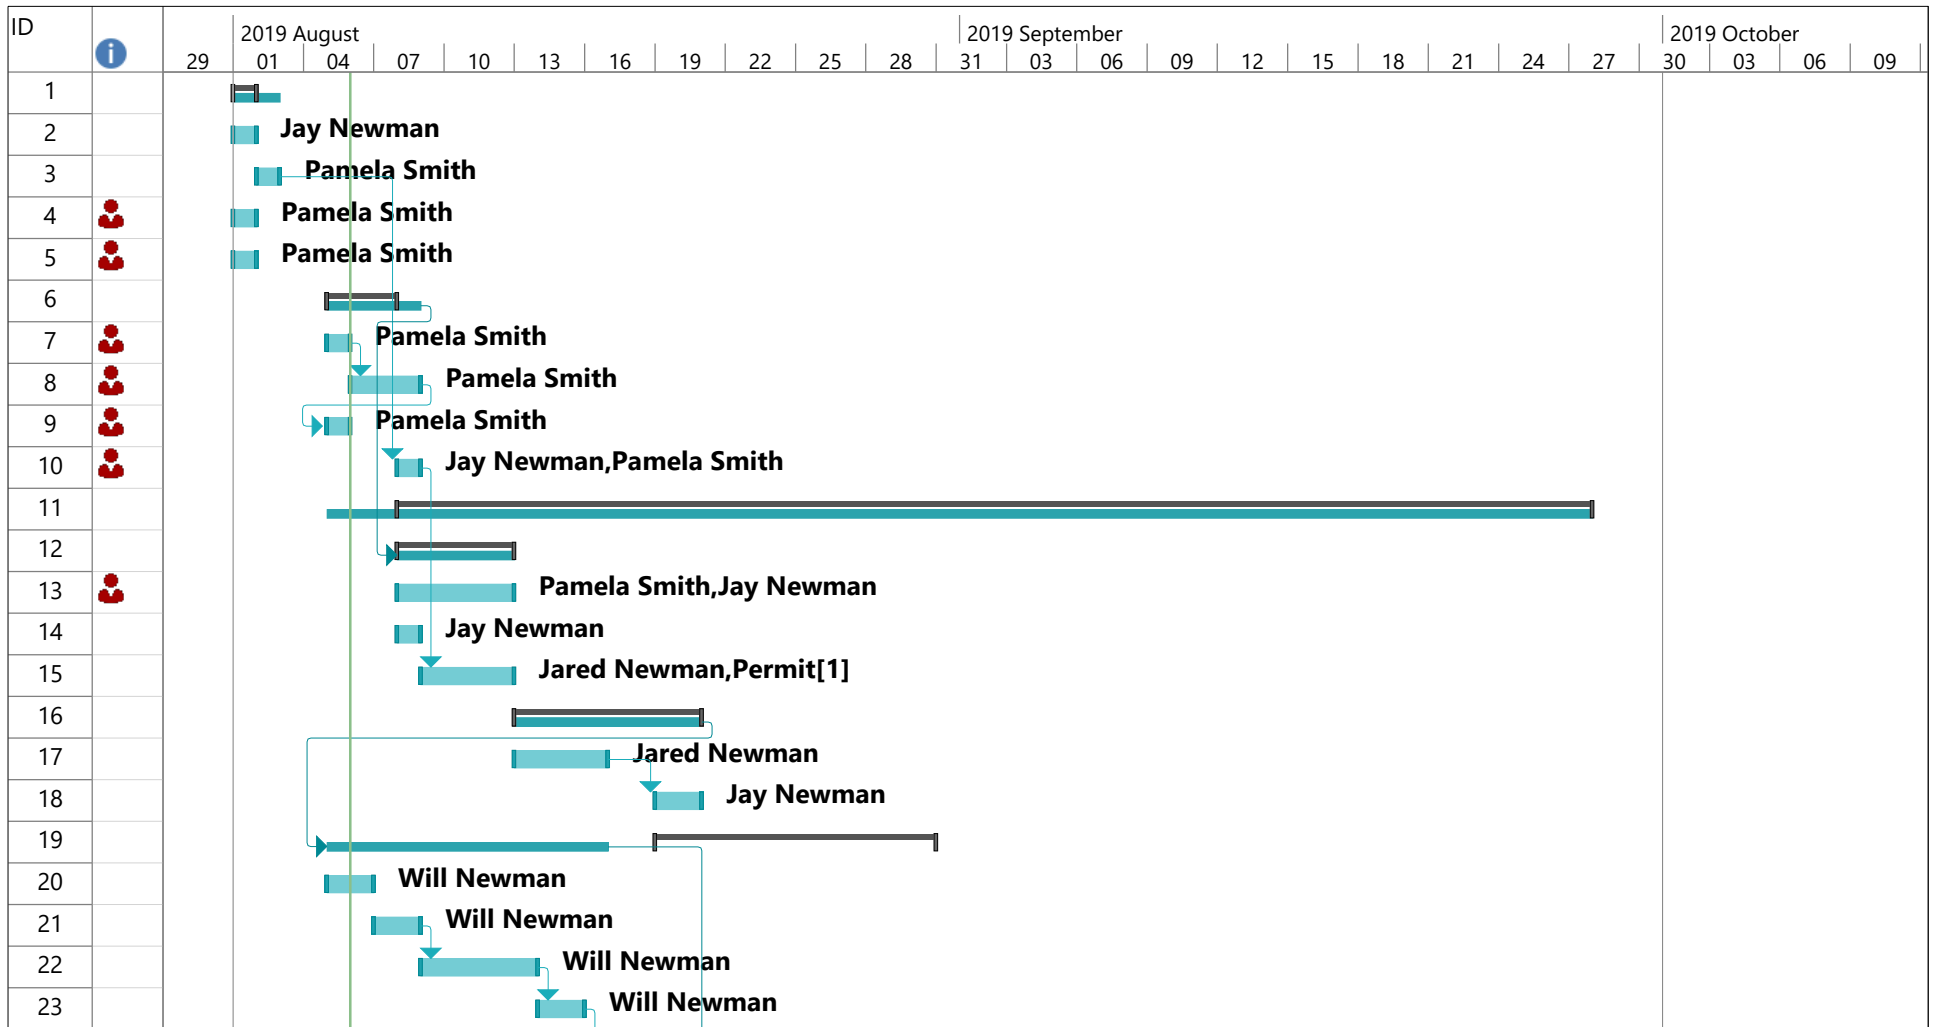 ID
i
2019 August
2019 September
2019 October
29 01 04 07 10 13 16 19 22 25 28 31 03 06 09 12 15 18 21 24 27 30 03 06 09
1
2 Jay Newman
3 Pamela Smith
4 Pamela Smith
5 Pamela Smith
6
7 Pamela Smith
8 Pamela Smith
9 Pamela Smith
10 Jay Newman,Pamela Smith
11
12
13 Pamela Smith,Jay Newman
14 Jay Newman
15 Jared Newman,Permit[1]
16
17 Jared Newman
18 Jay Newman
19
20 Will Newman
21 Will Newman
22 Will Newman
23 Will Newman